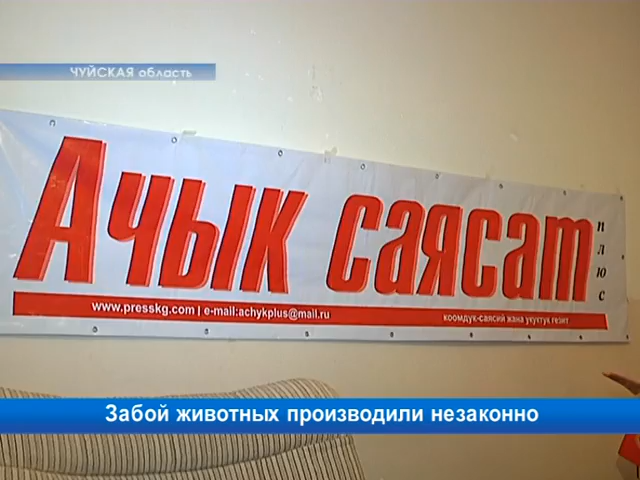 ЧУЙСКАЯ область
Ачык саясат
плюс
www.presskg.com | e-mail:achykplus@mail.ru
коомдук-саясий жана укуктук гезит
Забой животных производили незаконно